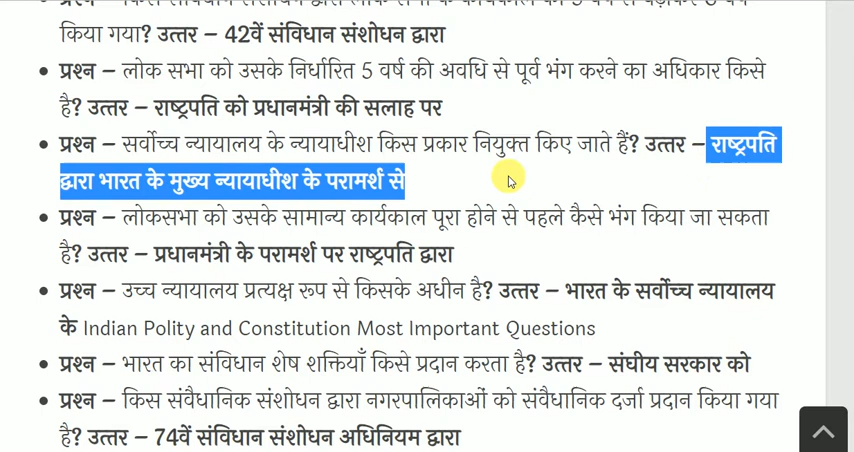 किया गया? उत्तर – 42वें संविधान संशोधन द्वारा
प्रश्न – लोक सभा को उसके निर्धारित 5 वर्ष की अवधि से पूर्व भंग करने का अधिकार किसे
है? उत्तर – राष्ट्रपति को प्रधानमंत्री की सलाह पर
प्रश्न – सर्वोच्च न्यायालय के न्यायाधीश किस प्रकार नियुक्त किए जाते हैं? उत्तर – राष्ट्रपति
द्वारा भारत के मुख्य न्यायाधीश के परामर्श से
प्रश्न – लोकसभा को उसके सामान्य कार्यकाल पूरा होने से पहले कैसे भंग किया जा सकता
है? उत्तर – प्रधानमंत्री के परामर्श पर राष्ट्रपति द्वारा
प्रश्न – उच्च न्यायालय प्रत्यक्ष रूप से किसके अधीन है? उत्तर – भारत के सर्वोच्च न्यायालय
के Indian Polity and Constitution Most Important Questions
प्रश्न – भारत का संविधान शेष शक्तियाँ किसे प्रदान करता है? उत्तर – संघीय सरकार को
प्रश्न – किस संवैधानिक संशोधन द्वारा नगरपालिकाओं को संवैधानिक दर्जा प्रदान किया गया
है? उत्तर – 74वें संविधान संशोधन अधिनियम द्वारा